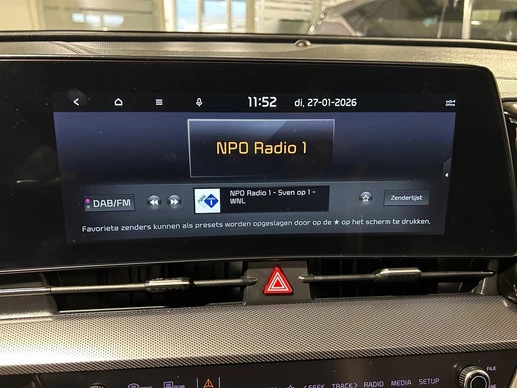 11:52 di, 27-01-2026
NPO Radio 1
DAB/FM
NPO Radio 1 - Sven op 1 -
WNL
Zenderlijst
Favoriete zenders kunnen als presets worden opgeslagen door op de ★ op het scherm te drukken.
SEEK TRACK RADIO MEDIA SETUP
FILE